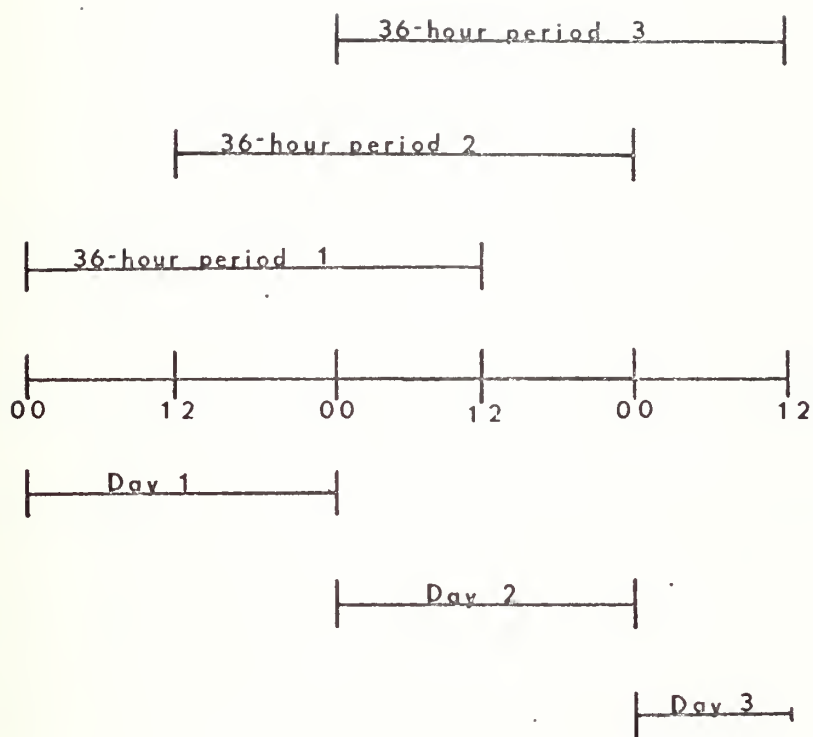 36-hour period 3
36-hour period 2
36-hour period 1
00 12 00 12 00 12
Day 1
Day 2
Day 3